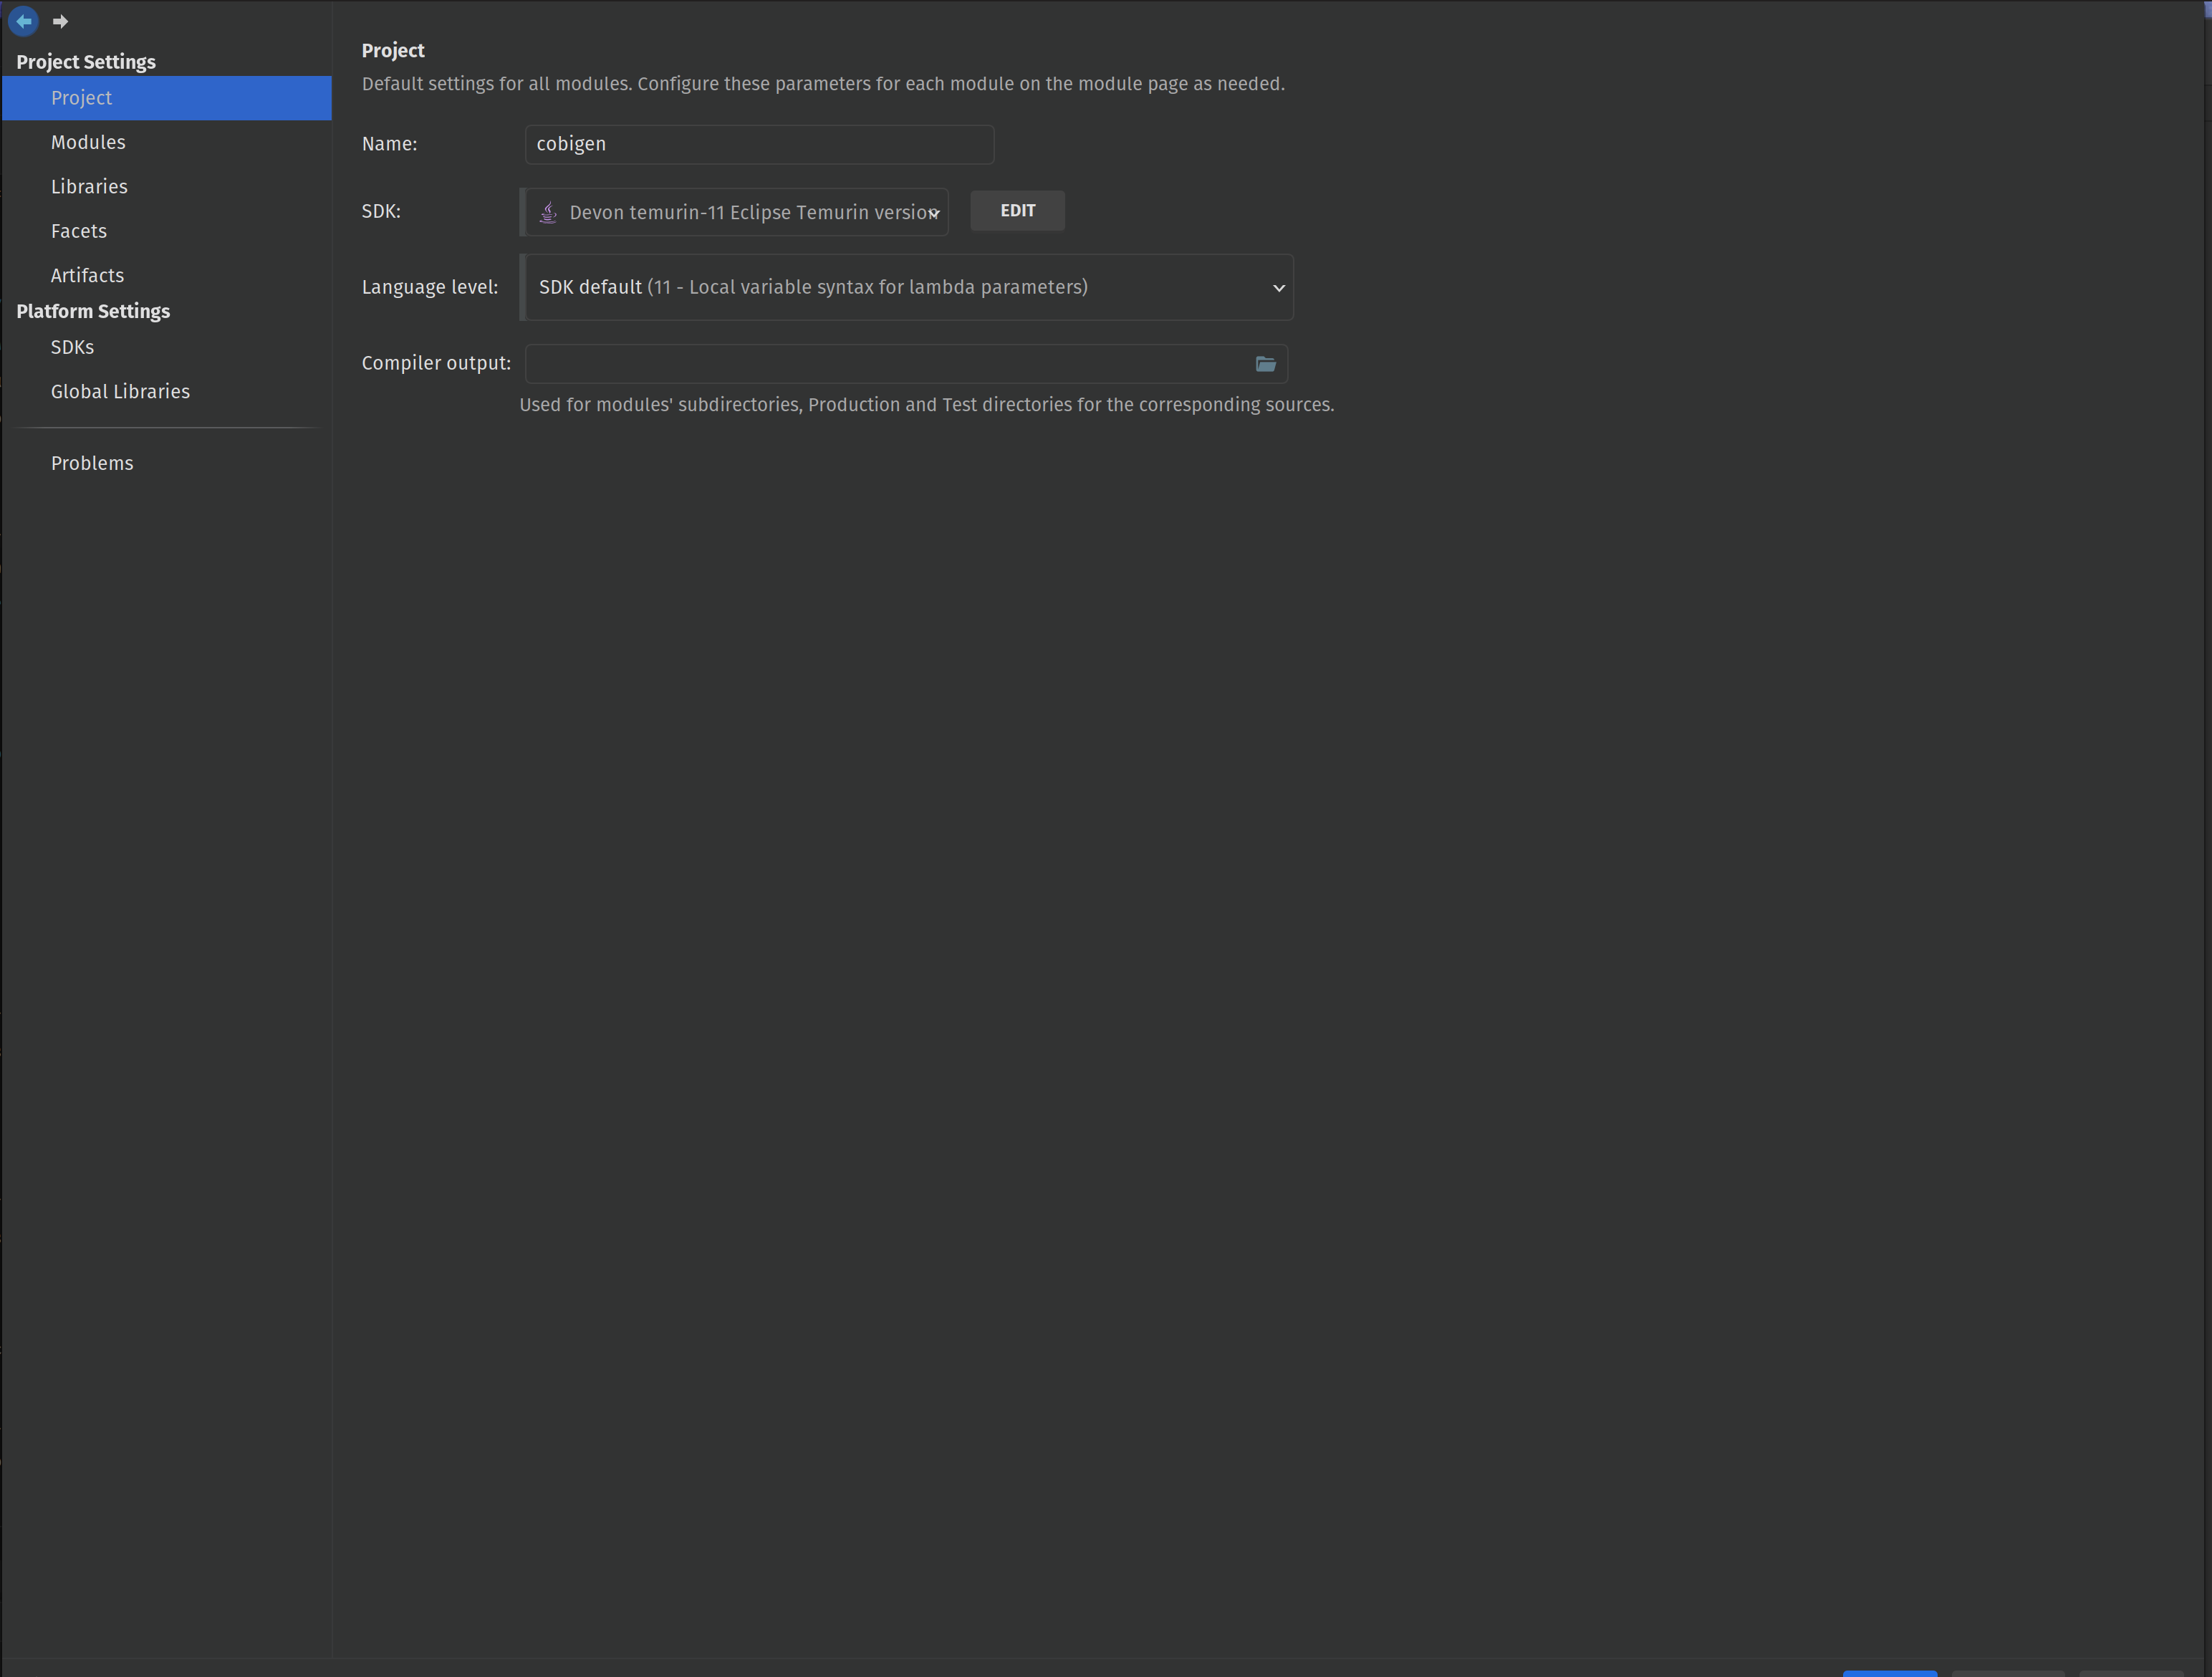 Project Settings
Project
Modules
Libraries
Facets
Artifacts
Platform Settings
SDKs
Global Libraries
Problems
Project
Default settings for all modules. Configure these parameters for each module on the module page as needed.
Name: cobigen
SDK: Devon temurin-11 Eclipse Temurin version EDIT
Language level: SDK default (11 - Local variable syntax for lambda parameters)
Compiler output:
Used for modules' subdirectories, Production and Test directories for the corresponding sources.